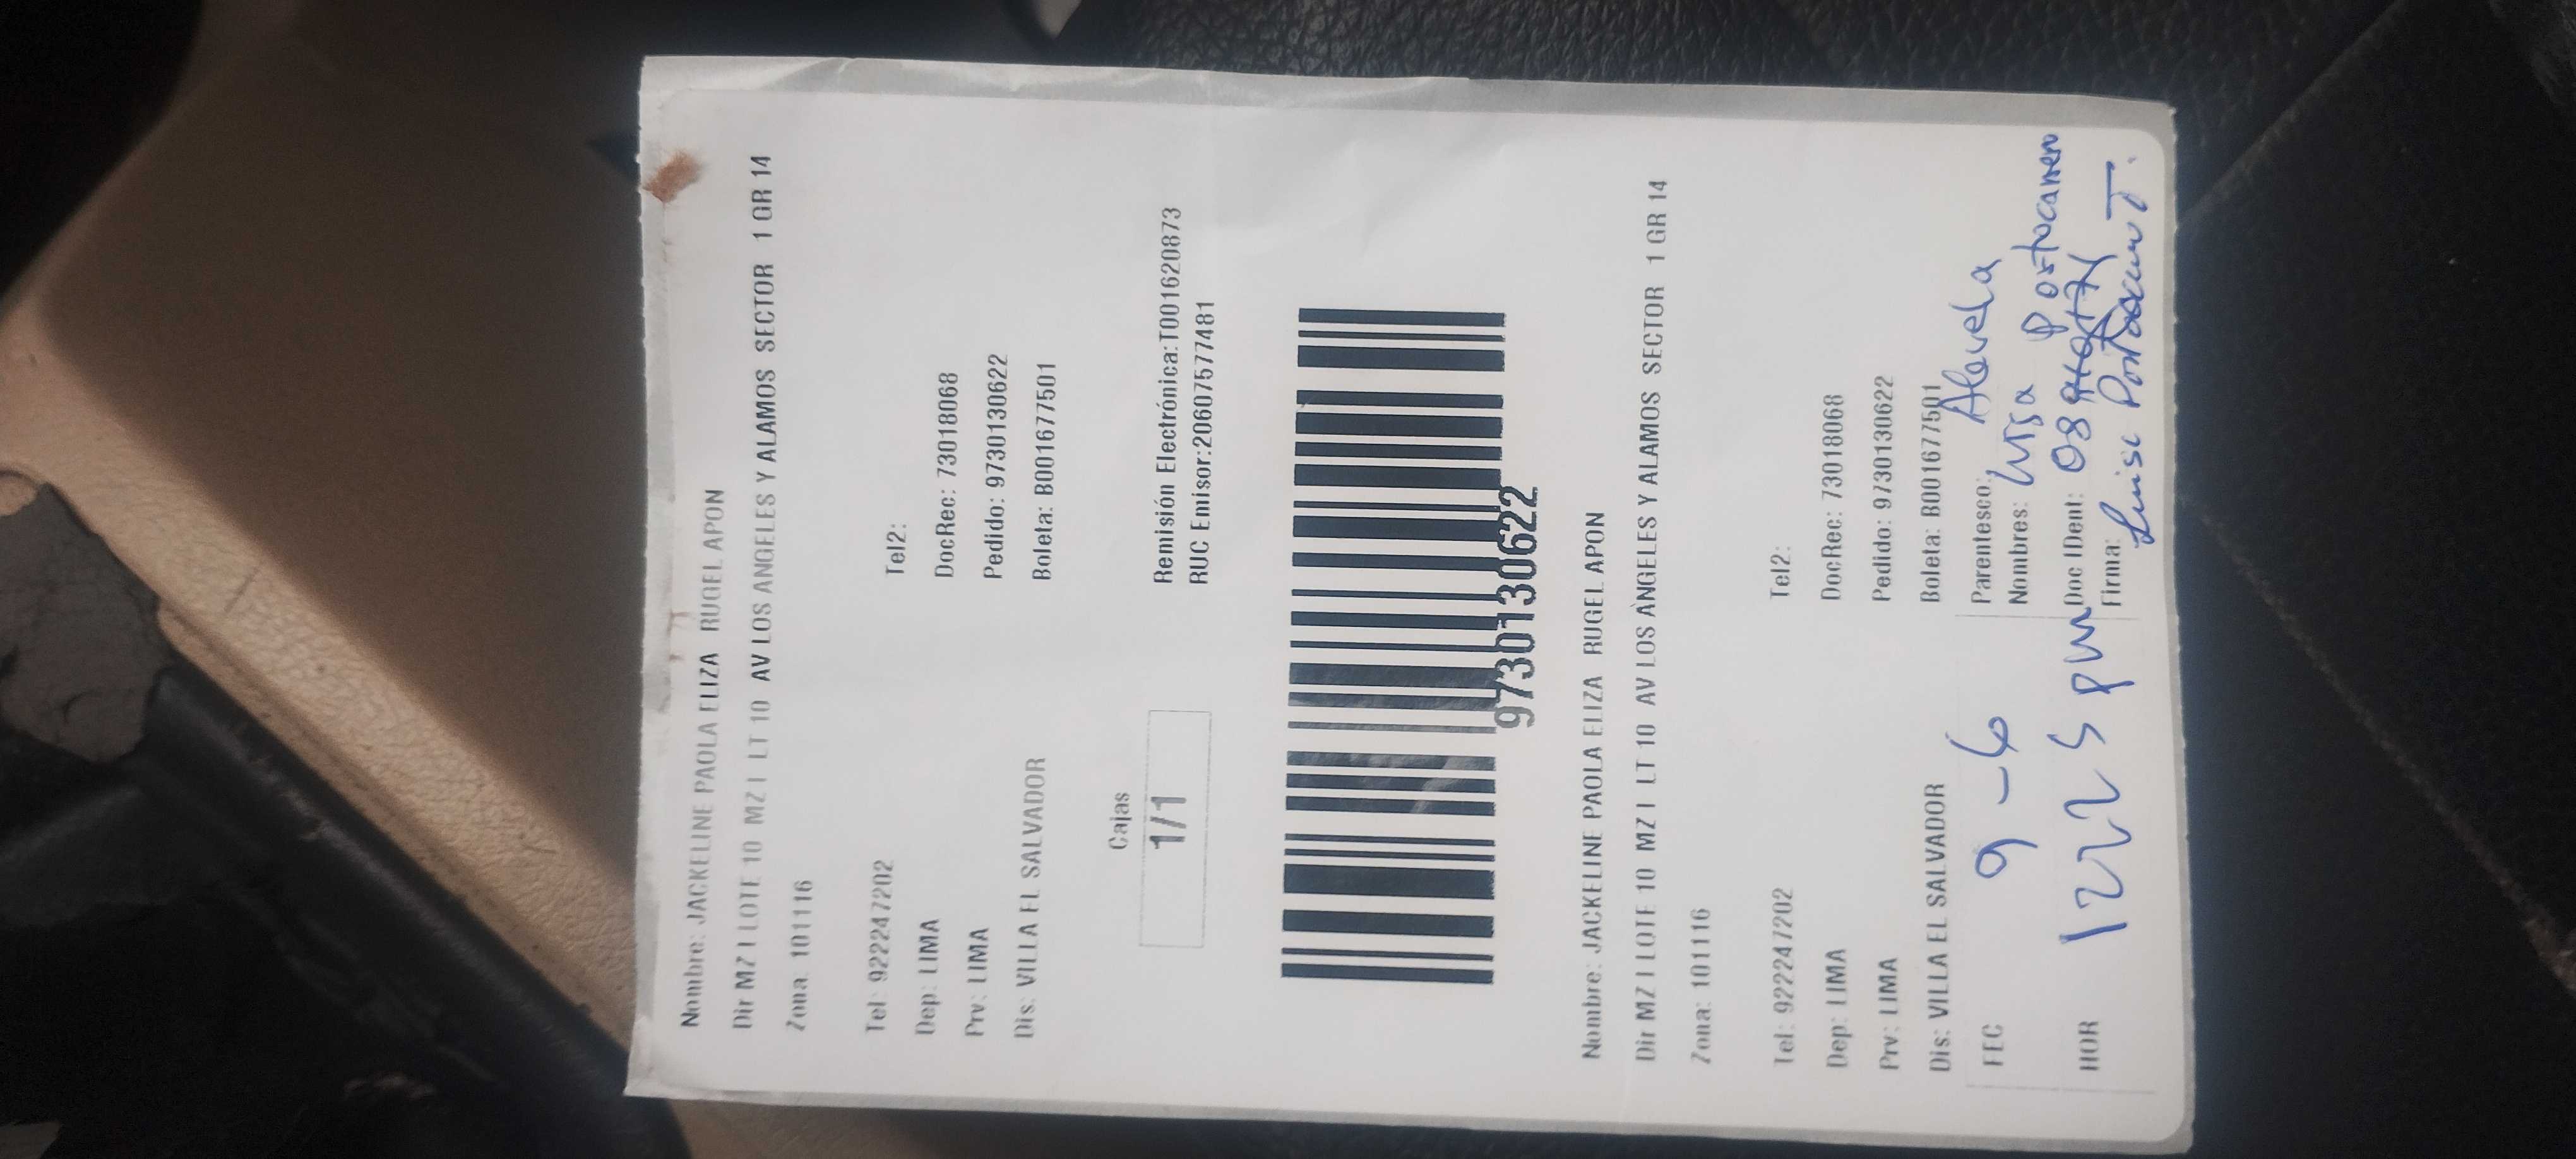 Nombre: JACKELINE PAOLA ELIZA RUGEL APON
Dir MZ I LOTE 10 MZ I LT 10 AV LOS ANGELES Y ALAMOS SECTOR 1 GR 14
Zona: 101116
Tel: 922247202 Tel2:
Dep: LIMA DocRec: 73018068
Prv: LIMA Pedido: 9730130622
Dis: VILLA EL SALVADOR Boleta: B001677501
Cajas
1/1
Remisión Electrónica:T001620873
RUC Emisor:20607577481
9730130622
Nombre: JACKELINE PAOLA ELIZA RUGEL APON
Dir MZ I LOTE 10 MZ I LT 10 AV LOS ANGELES Y ALAMOS SECTOR 1 GR 14
Zona: 101116
Tel: 922247202 Tel2:
Dep: LIMA DocRec: 73018068
Prv: LIMA Pedido: 9730130622
Dis: VILLA EL SALVADOR Boleta: B001677501
FEC 9-6
HOR 1225 pm
Parentesco: Abuela
Nombres: Luisa Portocarrero
Doc IDent:
Firma: